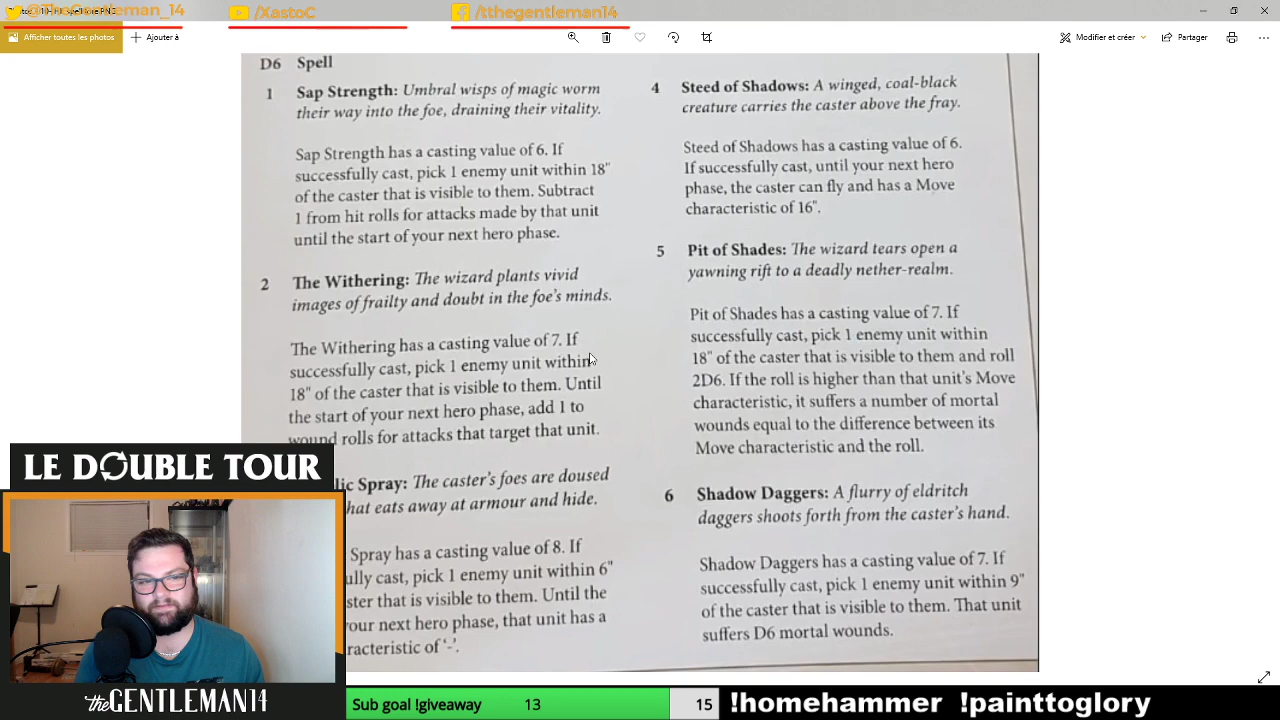 @TheGentleman_14
/XastoC
/tthegentleman14
Afficher toutes les photos
Ajouter à
Modifier et créer
Partager
D6 Spell
1 Sap Strength: Umbral wisps of magic worm
their way into the foe, draining their vitality.
Sap Strength has a casting value of 6. If
successfully cast, pick 1 enemy unit within 18"
of the caster that is visible to them. Subtract
1 from hit rolls for attacks made by that unit
until the start of your next hero phase.
2 The Withering: The wizard plants vivid
images of frailty and doubt in the foe's minds.
The Withering has a casting value of 7. If
successfully cast, pick 1 enemy unit within
18" of the caster that is visible to them. Until
the start of your next hero phase, add 1 to
wound rolls for attacks that target that unit.
lic Spray: The caster's foes are doused
hat eats away at armour and hide.
Spray has a casting value of 8. If
ully cast, pick 1 enemy unit within 6"
ster that is visible to them. Until the
our next hero phase, that unit has a
racteristic of '-'.
4 Steed of Shadows: A winged, coal-black
creature carries the caster above the fray.
Steed of Shadows has a casting value of 6.
If successfully cast, until your next hero
phase, the caster can fly and has a Move
characteristic of 16".
5 Pit of Shades: The wizard tears open a
yawning rift to a deadly nether-realm.
Pit of Shades has a casting value of 7. If
successfully cast, pick 1 enemy unit within
18" of the caster that is visible to them and roll
2D6. If the roll is higher than that unit's Move
characteristic, it suffers a number of mortal
wounds equal to the difference between its
Move characteristic and the roll.
6 Shadow Daggers: A flurry of eldritch
daggers shoots forth from the caster's hand.
Shadow Daggers has a casting value of 7. If
successfully cast, pick 1 enemy unit within 9"
of the caster that is visible to them. That unit
suffers D6 mortal wounds.
LE DOUBLE TOUR
theGENTLEMAN14
Sub goal !giveaway 13 15
!homehammer !painttoglory